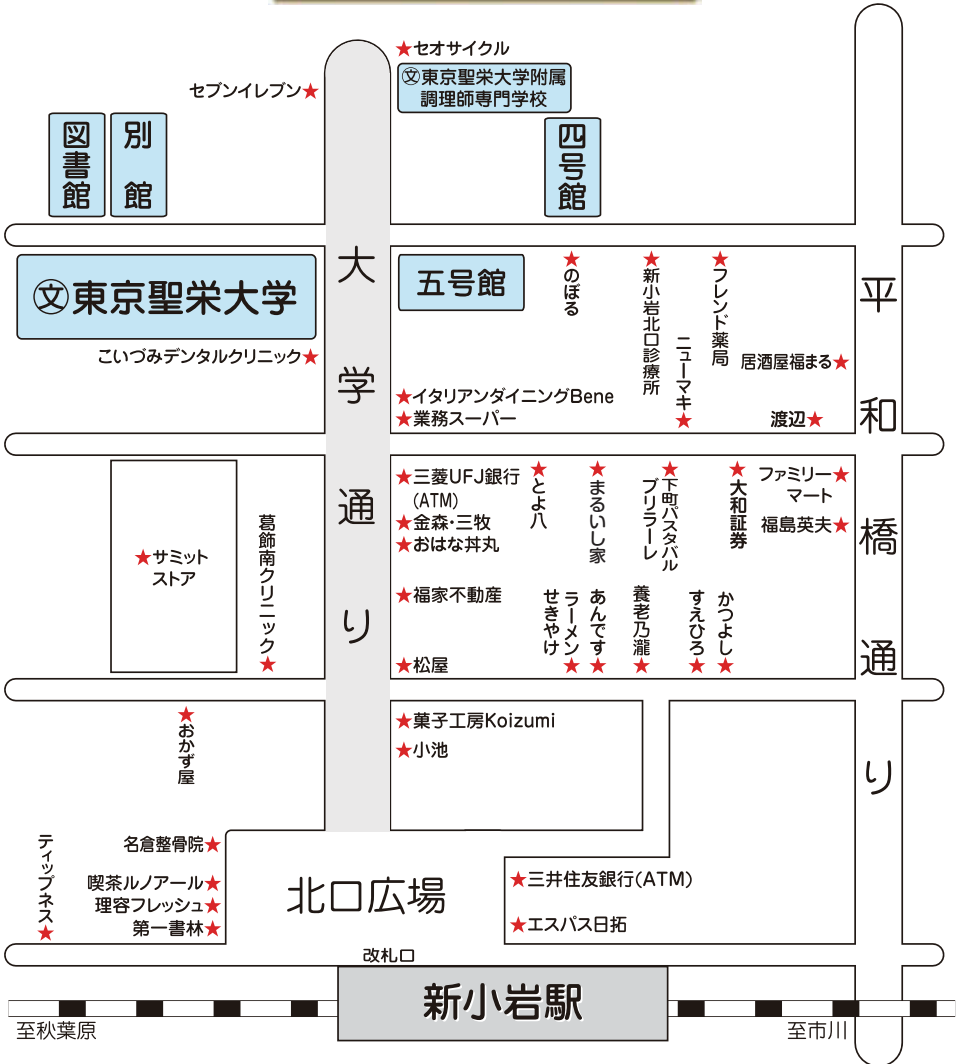 セオサイクル
セブンイレブン
㊫東京聖栄大学附属
調理師専門学校
図書館
別館
四号館
大学通り
平和橋通り
㊫東京聖栄大学
五号館
のぼる
新小岩北口診療所
フレンド薬局
ニューマキ
こいづみデンタルクリニック
居酒屋福まる
イタリアンダイニングBene
業務スーパー
渡辺
三菱UFJ銀行
(ATM)
金森・三牧
おはな丼丸
とよ八
まるいし家
下町パスタバル
ブリラーレ
大和証券
ファミリー
マート
福島英夫
サミット
ストア
葛飾南クリニック
福家不動産
松屋
ラーメン
せきやけ
あんです
養老乃瀧
すえひろ
かつよし
おかず屋
菓子工房Koizumi
小池
ティップネス
名倉整骨院
喫茶ルノアール
理容フレッシュ
第一書林
北口広場
三井住友銀行(ATM)
エスパス日拓
改札口
新小岩駅
至秋葉原
至市川